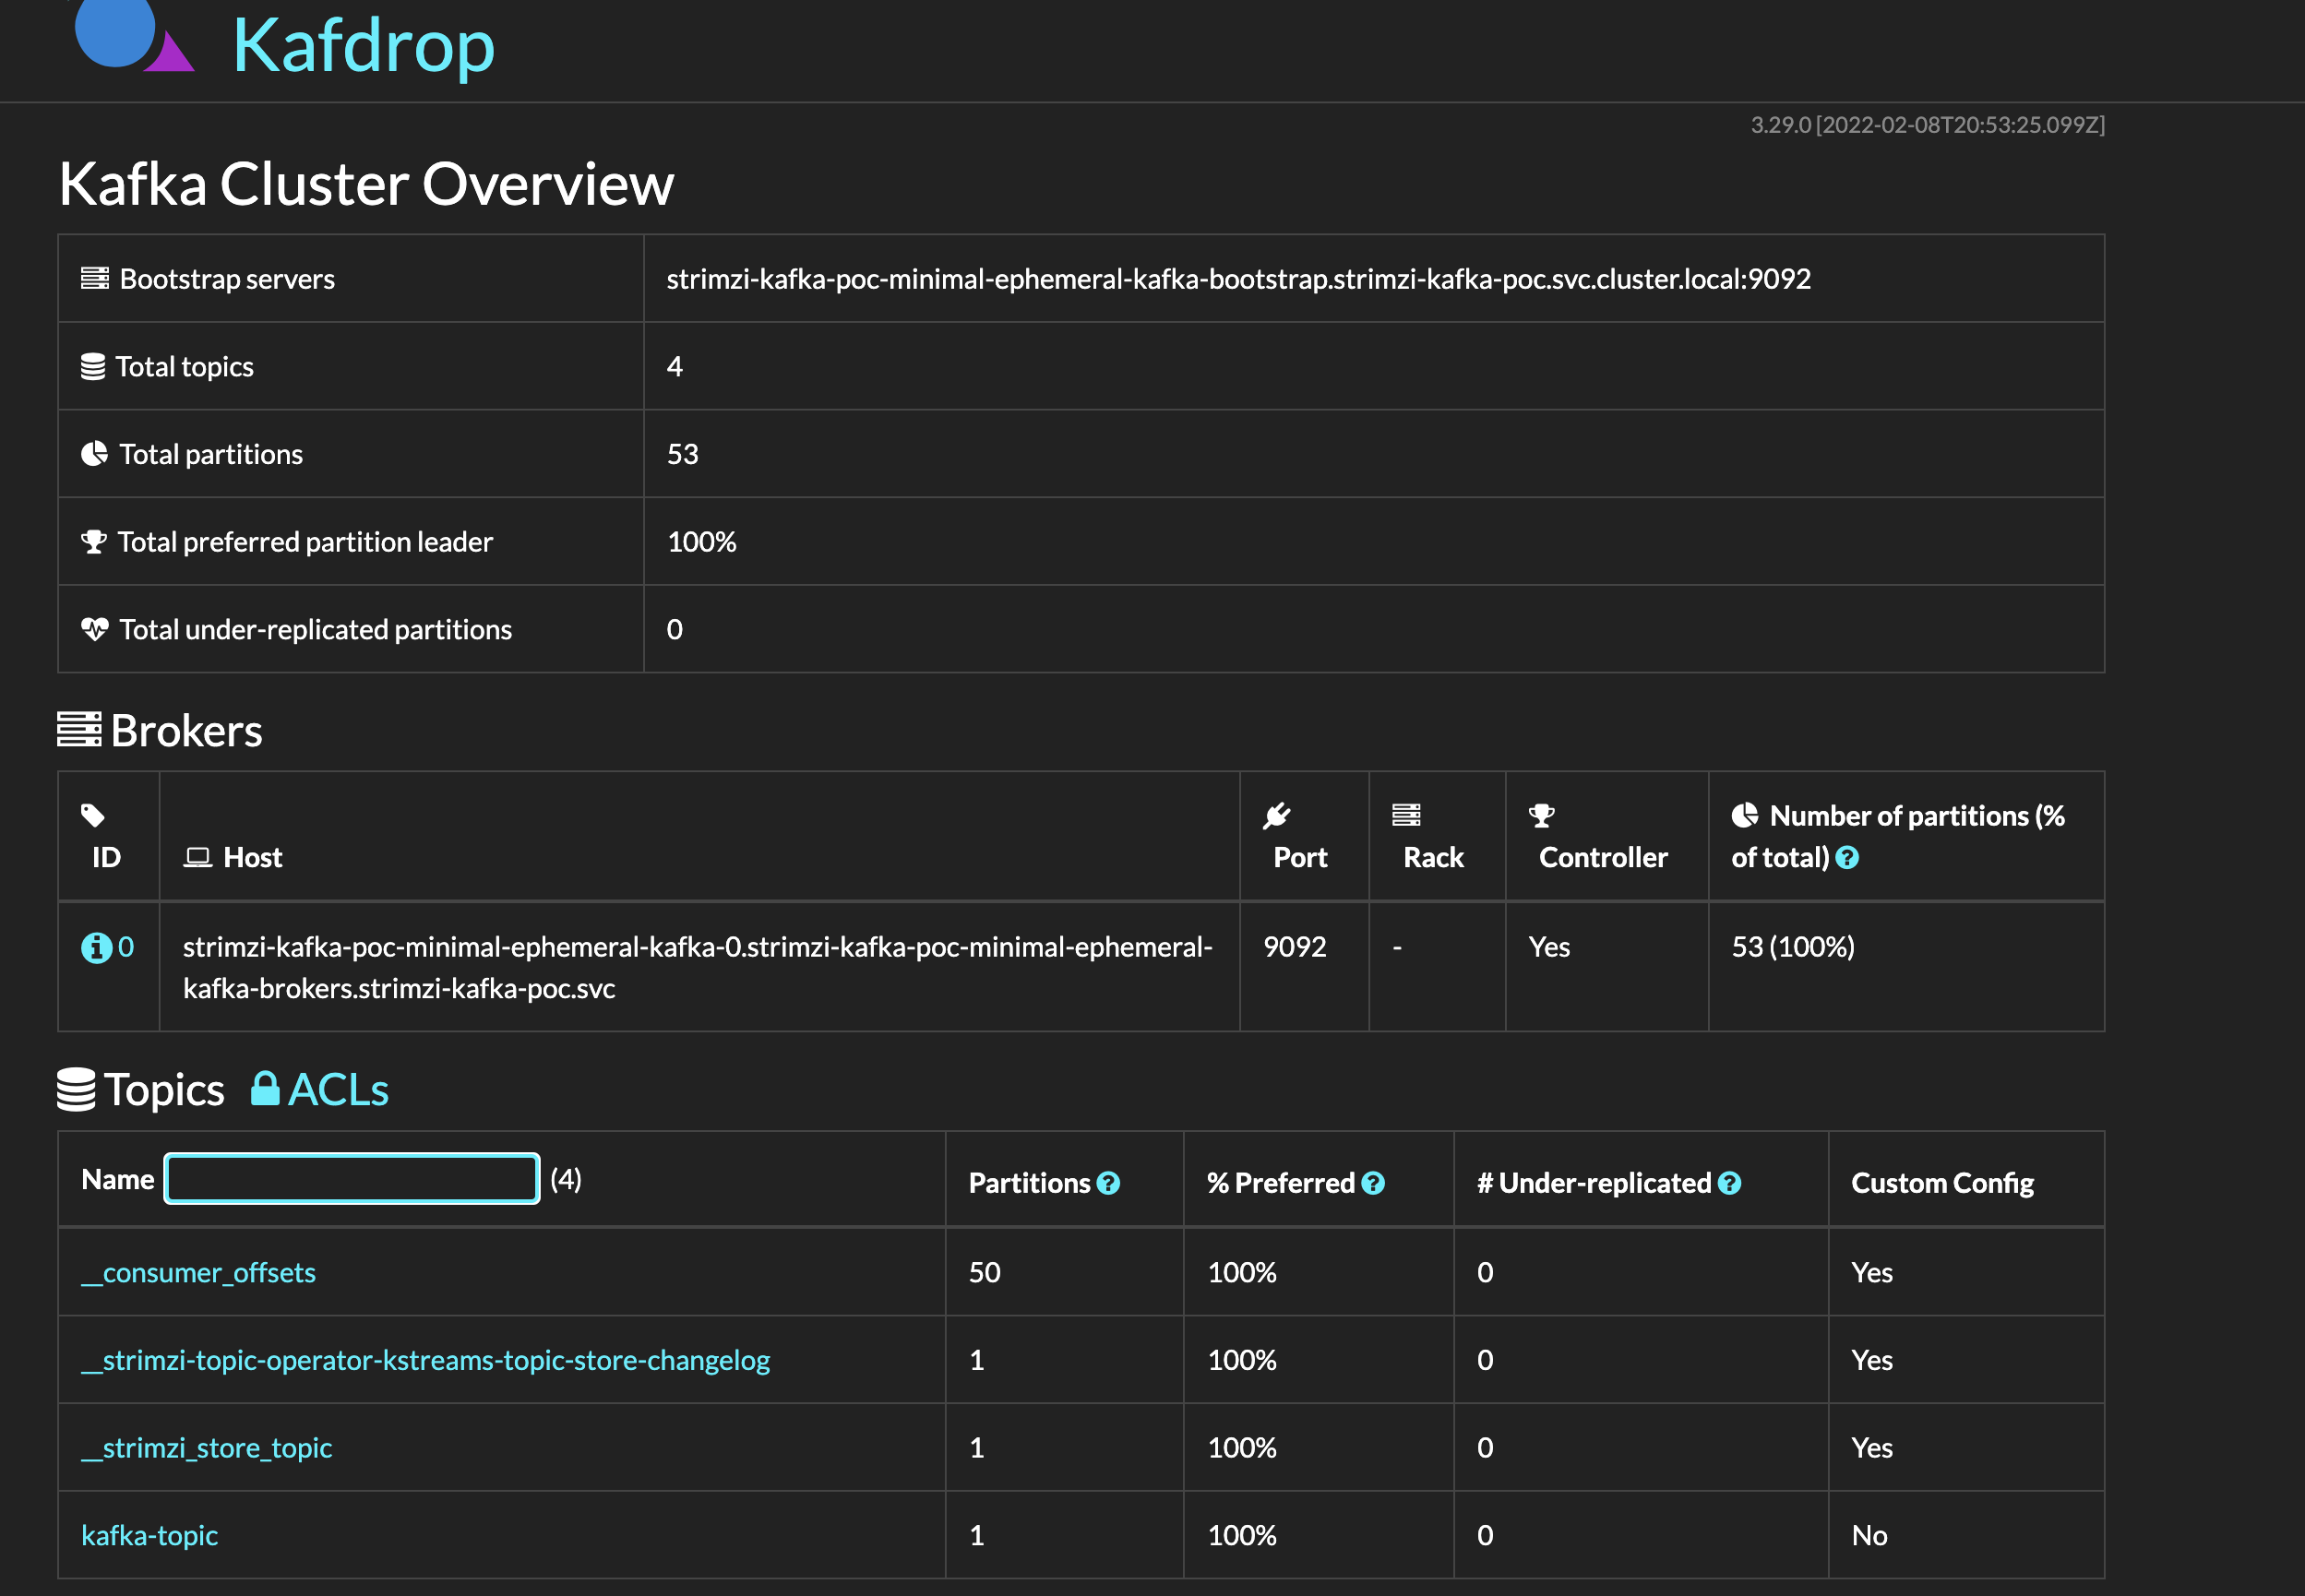 Kafdrop
3.29.0 [2022-02-08T20:53:25.099Z]
Kafka Cluster Overview
Bootstrap servers strimzi-kafka-poc-minimal-ephemeral-kafka-bootstrap.strimzi-kafka-poc.svc.cluster.local:9092
Total topics 4
Total partitions 53
Total preferred partition leader 100%
Total under-replicated partitions 0
Brokers
ID Host Port Rack Controller Number of partitions (%
of total)
0 strimzi-kafka-poc-minimal-ephemeral-kafka-0.strimzi-kafka-poc-minimal-ephemeral- 9092 - Yes 53 (100%)
kafka-brokers.strimzi-kafka-poc.svc
Topics ACLs
Name (4) Partitions % Preferred # Under-replicated Custom Config
__consumer_offsets 50 100% 0 Yes
__strimzi-topic-operator-kstreams-topic-store-changelog 1 100% 0 Yes
__strimzi_store_topic 1 100% 0 Yes
kafka-topic 1 100% 0 No